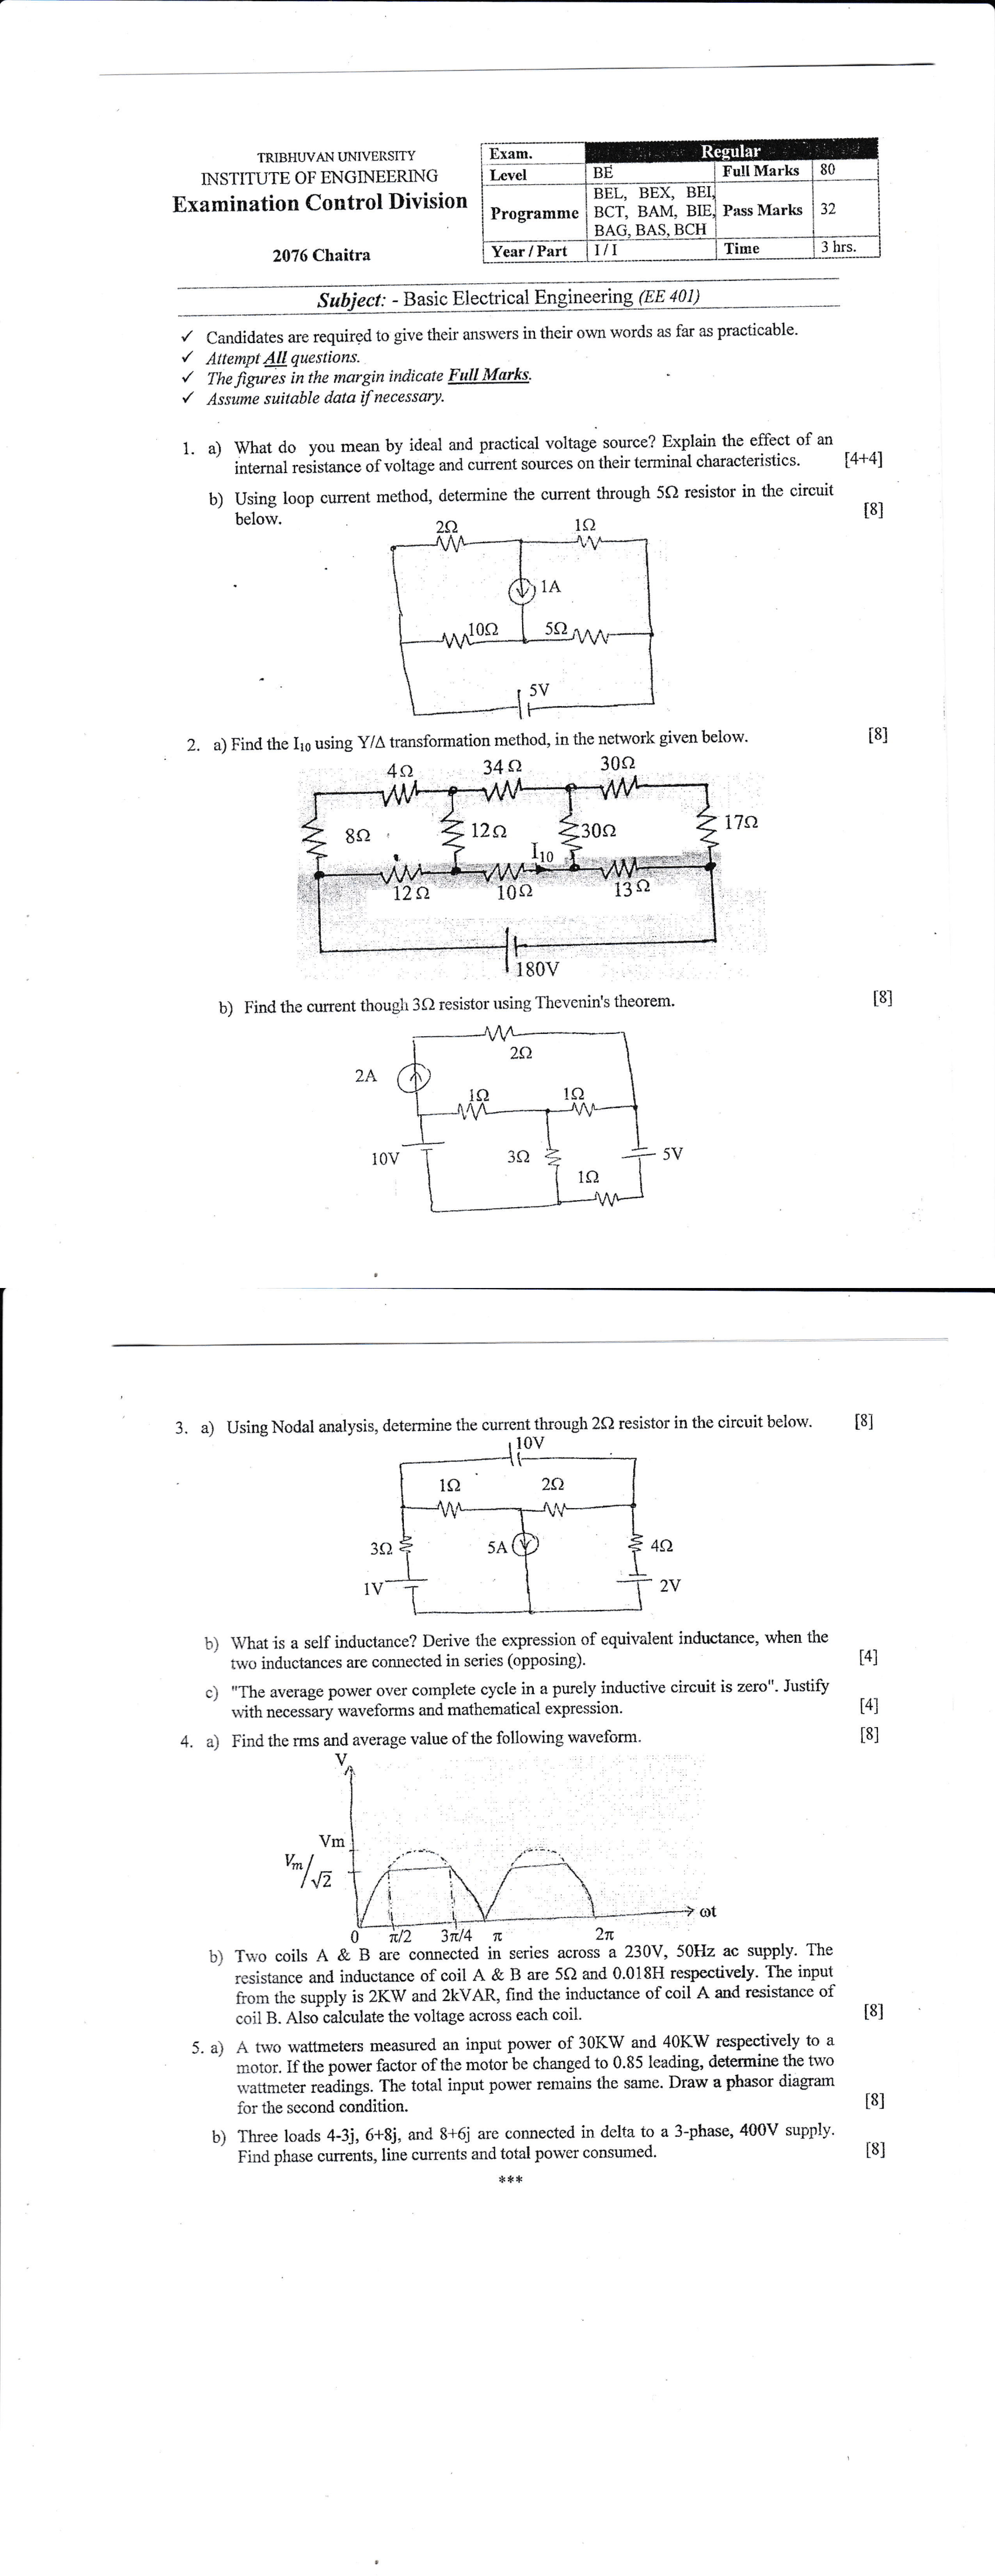 TRIBHUVAN UNIVERSITY
INSTITUTE OF ENGINEERING
Examination Control Division
2076 Chaitra
Exam. Regular
Level BE Full Marks 80
Programme BEL, BEX, BEI, BCT, BAM, BIE, BAG, BAS, BCH Pass Marks 32
Year / Part I / I Time 3 hrs.
Subject: - Basic Electrical Engineering (EE 401)
✓ Candidates are required to give their answers in their own words as far as practicable.
✓ Attempt All questions.
✓ The figures in the margin indicate Full Marks.
✓ Assume suitable data if necessary.
1. a) What do you mean by ideal and practical voltage source? Explain the effect of an
internal resistance of voltage and current sources on their terminal characteristics. [4+4]
b) Using loop current method, determine the current through 5Ω resistor in the circuit
below. [8]
2Ω 1Ω
1A
10Ω 5Ω
5V
2. a) Find the I10 using Y/Δ transformation method, in the network given below. [8]
4Ω 34Ω 30Ω
8Ω 12Ω 30Ω 17Ω
I10
12Ω 10Ω 13Ω
180V
b) Find the current though 3Ω resistor using Thevenin's theorem. [8]
2Ω
2A
1Ω 1Ω
10V 3Ω 5V
1Ω
3. a) Using Nodal analysis, determine the current through 2Ω resistor in the circuit below. [8]
10V
1Ω 2Ω
3Ω 5A 4Ω
1V 2V
b) What is a self inductance? Derive the expression of equivalent inductance, when the
two inductances are connected in series (opposing). [4]
c) "The average power over complete cycle in a purely inductive circuit is zero". Justify
with necessary waveforms and mathematical expression. [4]
4. a) Find the rms and average value of the following waveform. [8]
V
Vm
Vm/√2
ωt
0 π/2 3π/4 π 2π
b) Two coils A & B are connected in series across a 230V, 50Hz ac supply. The
resistance and inductance of coil A & B are 5Ω and 0.018H respectively. The input
from the supply is 2KW and 2kVAR, find the inductance of coil A and resistance of
coil B. Also calculate the voltage across each coil. [8]
5. a) A two wattmeters measured an input power of 30KW and 40KW respectively to a
motor. If the power factor of the motor be changed to 0.85 leading, determine the two
wattmeter readings. The total input power remains the same. Draw a phasor diagram
for the second condition. [8]
b) Three loads 4-3j, 6+8j, and 8+6j are connected in delta to a 3-phase, 400V supply.
Find phase currents, line currents and total power consumed. [8]
***